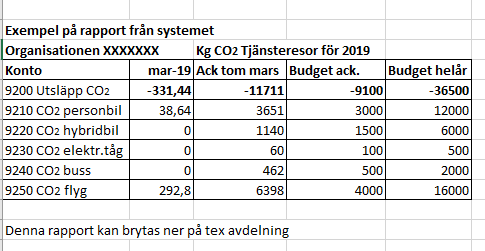 Exempel på rapport från systemet
Organisationen XXXXXXX Kg CO2 Tjänsteresor för 2019
Konto mar-19 Ack tom mars Budget ack. Budget helår
9200 Utsläpp CO2 -331,44 -11711 -9100 -36500
9210 CO2 personbil 38,64 3651 3000 12000
9220 CO2 hybridbil 0 1140 1500 6000
9230 CO2 elektr.tåg 0 60 100 500
9240 CO2 buss 0 462 500 2000
9250 CO2 flyg 292,8 6398 4000 16000
Denna rapport kan brytas ner på tex avdelning